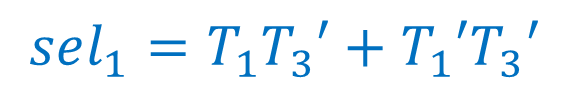 sel₁ = T₁T₃′ + T₁′T₃′